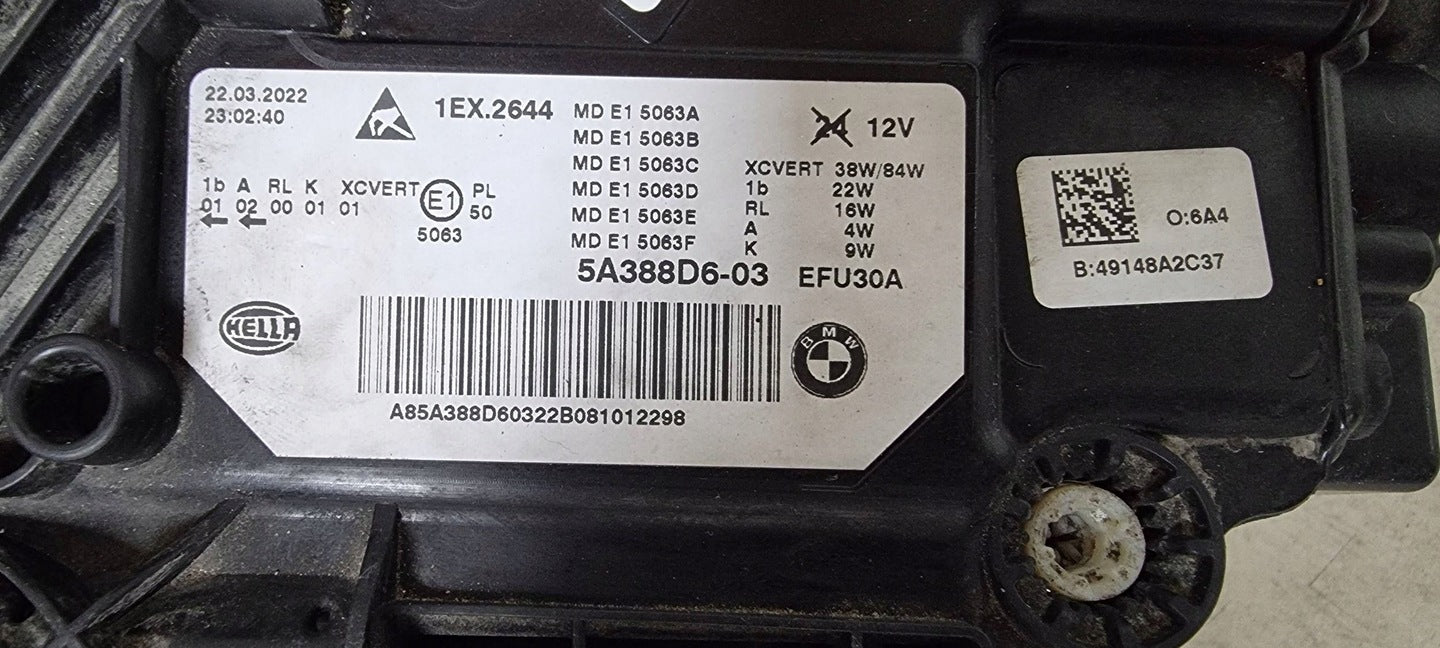 22.03.2022
23:02:40
1EX.2644
MD E1 5063A
MD E1 5063B
MD E1 5063C
MD E1 5063D
MD E1 5063E
MD E1 5063F
24 12V
XCVERT 38W/84W
1b 22W
RL 16W
A 4W
K 9W
1b A RL K XCVERT E1 PL
01 02 00 01 01 50
5063
5A388D6-03 EFU30A
HELLA
BMW
A85A388D60322B081012298
O:6A4
B:49148A2C37